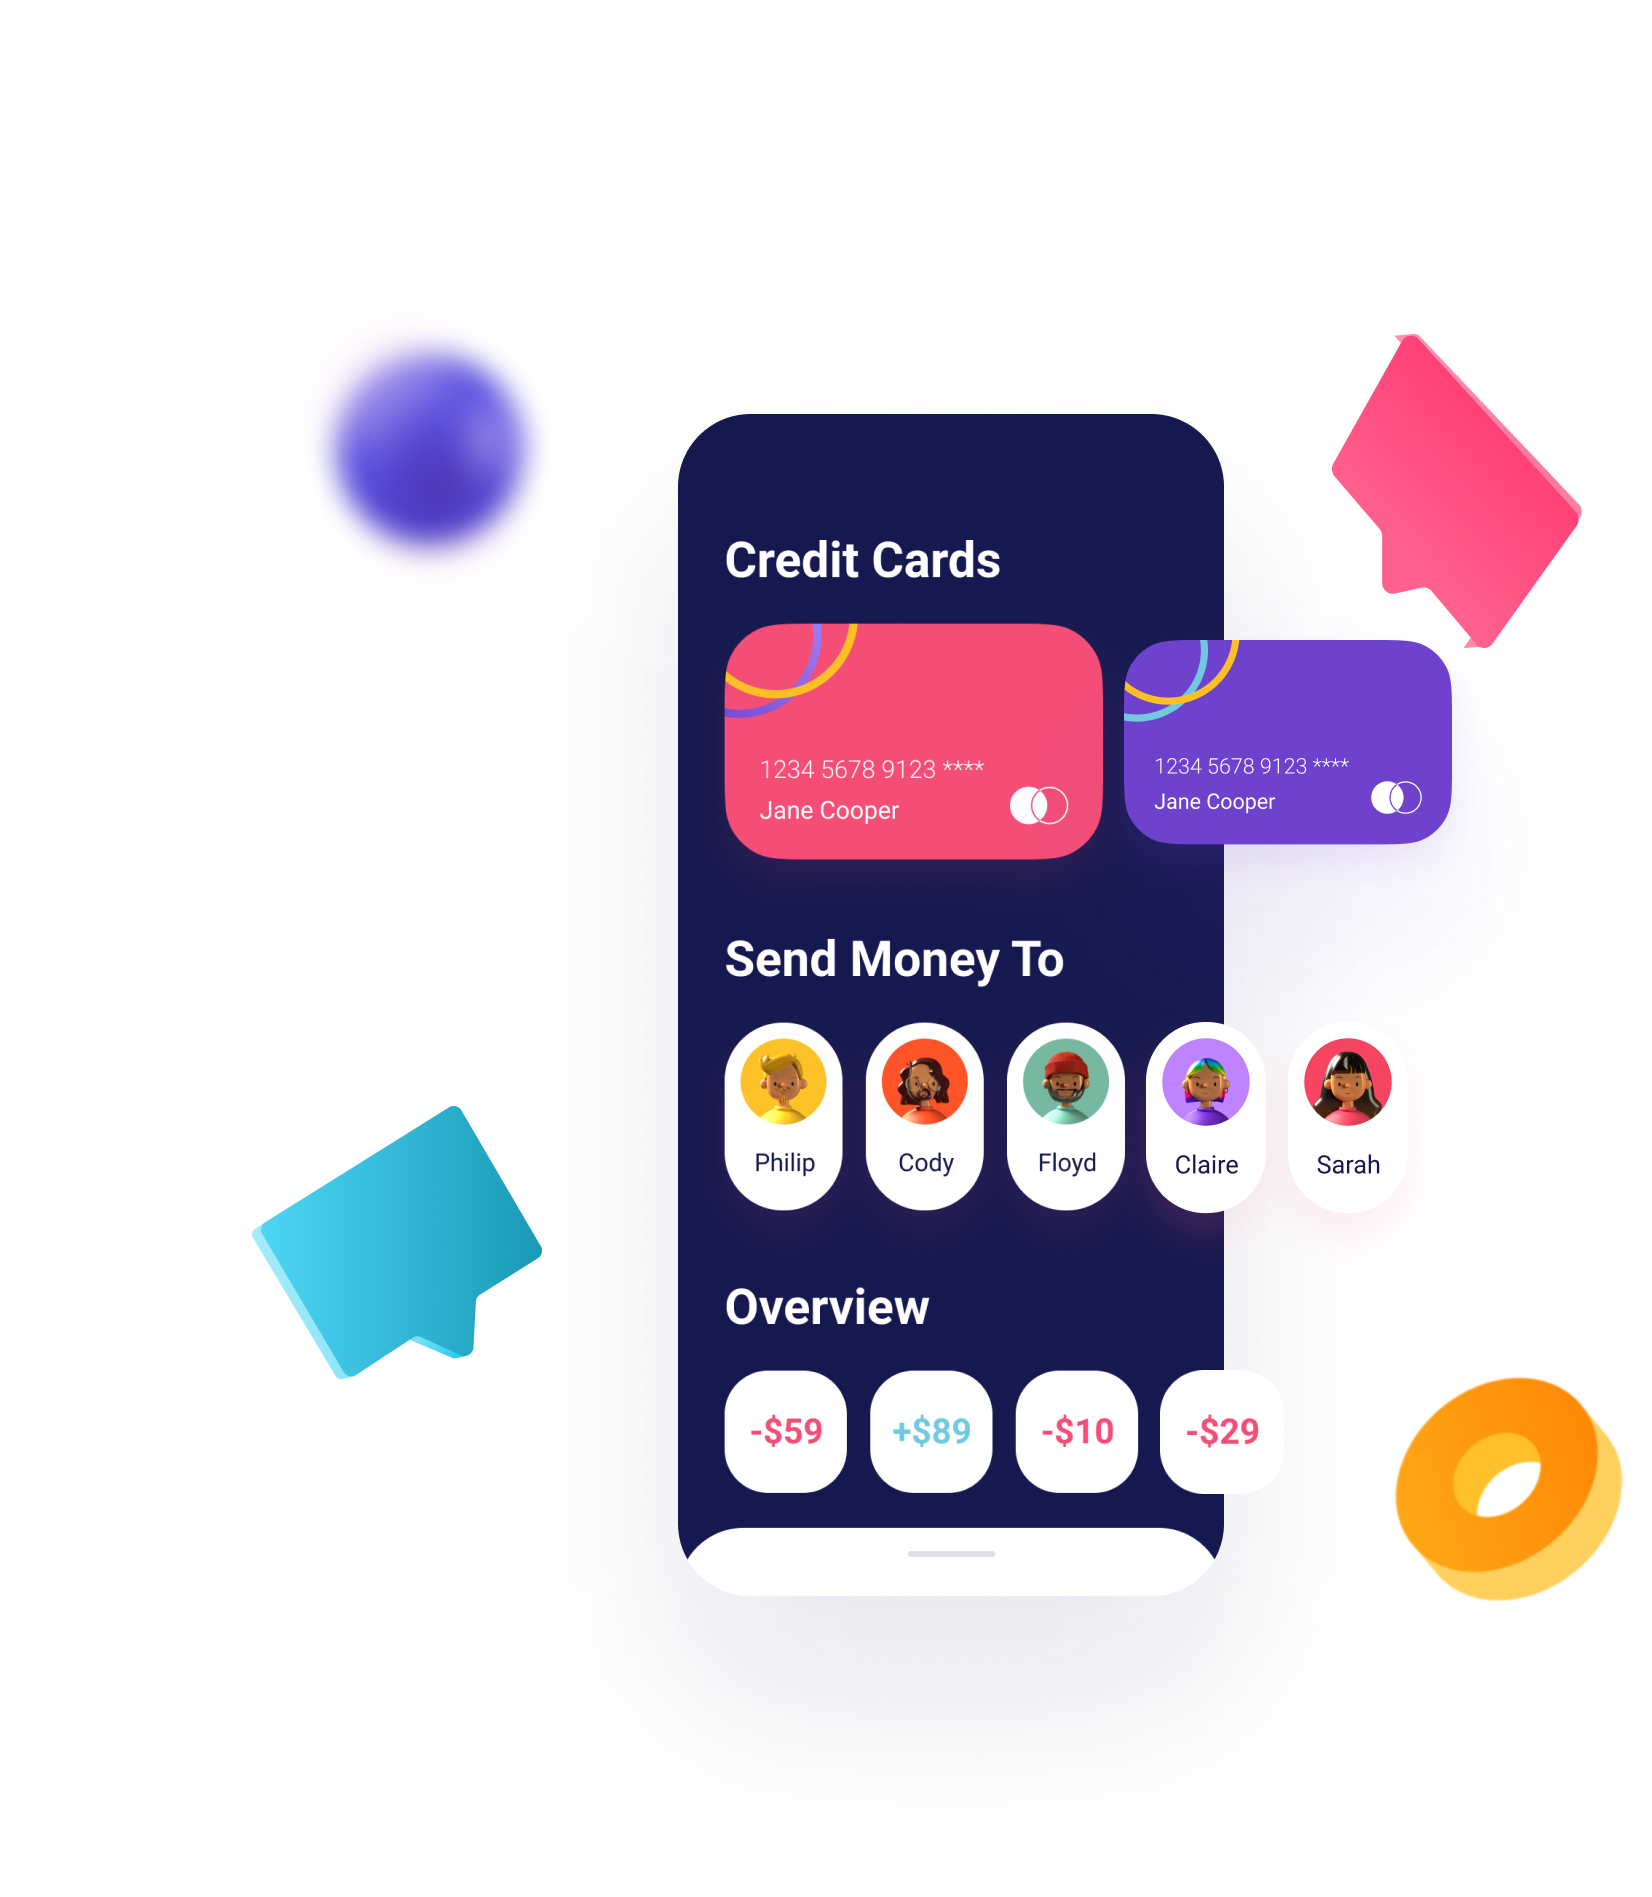 Credit Cards
1234 5678 9123 ****
Jane Cooper
1234 5678 9123 ****
Jane Cooper
Send Money To
Philip
Cody
Floyd
Claire
Sarah
Overview
-$59
+$89
-$10
-$29